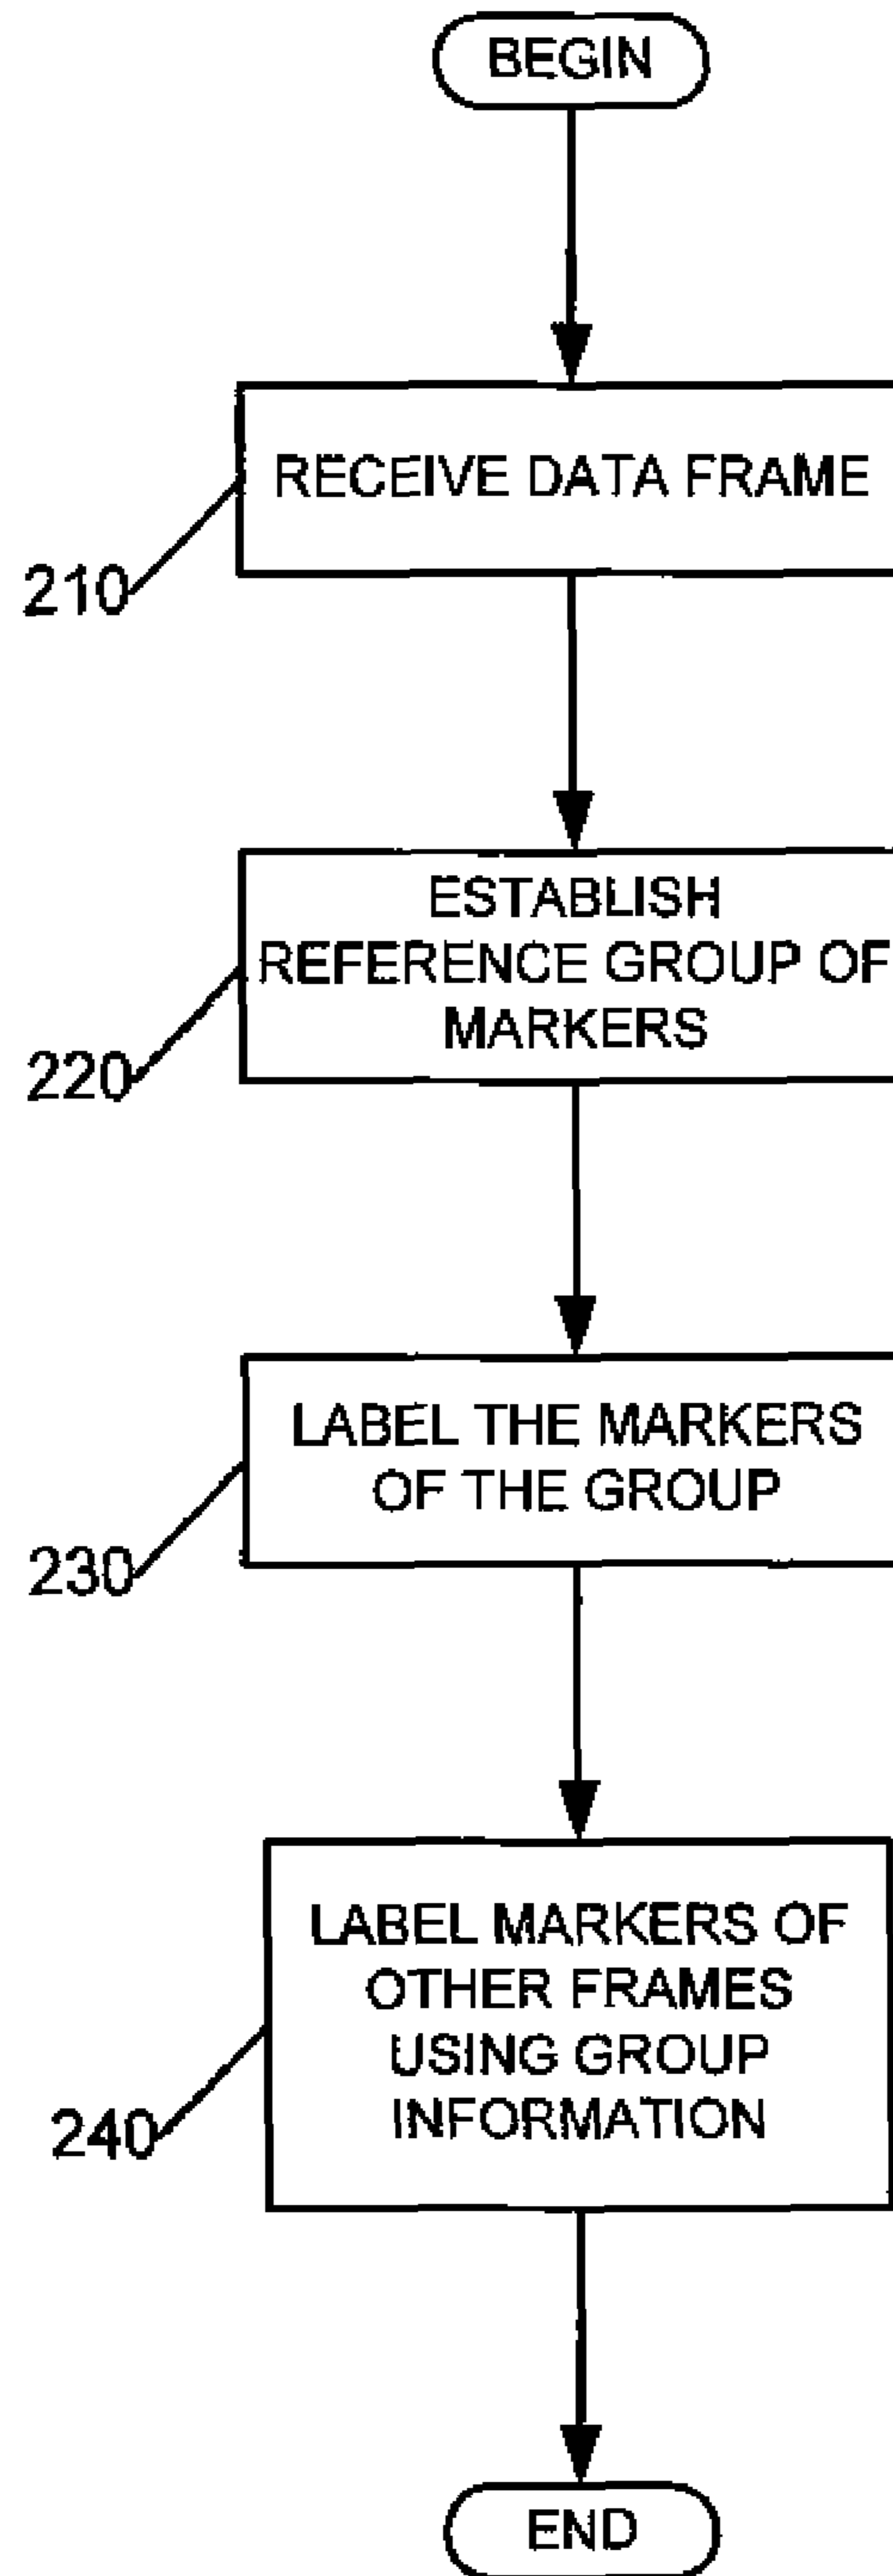 BEGIN
RECEIVE DATA FRAME
210
ESTABLISH
REFERENCE GROUP OF
MARKERS
220
LABEL THE MARKERS
OF THE GROUP
230
LABEL MARKERS OF
OTHER FRAMES
USING GROUP
INFORMATION
240
END